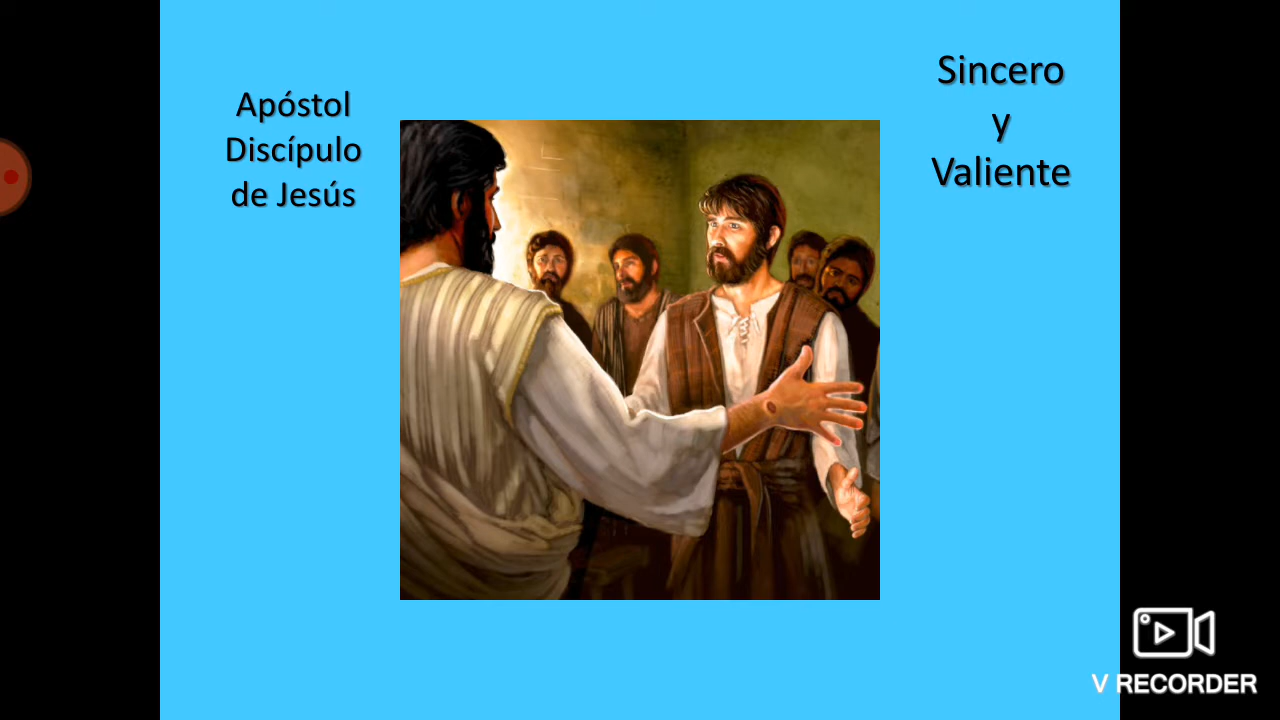 Apóstol
Discípulo
de Jesús
Sincero
y
Valiente
V RECORDER